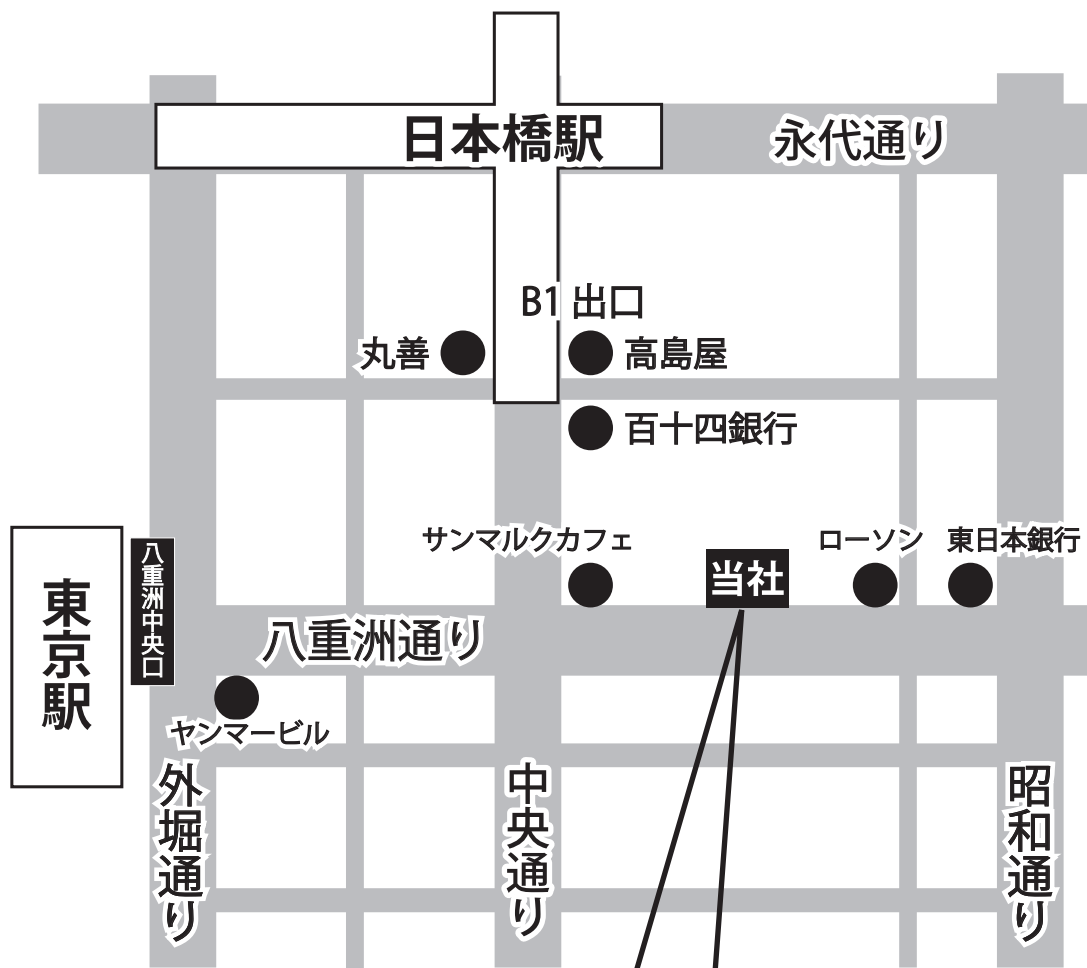 日本橋駅
永代通り
B1 出口
丸善
高島屋
百十四銀行
サンマルクカフェ
ローソン
東日本銀行
当社
東京駅
八重洲中央口
八重洲通り
ヤンマービル
外堀通り
中央通り
昭和通り